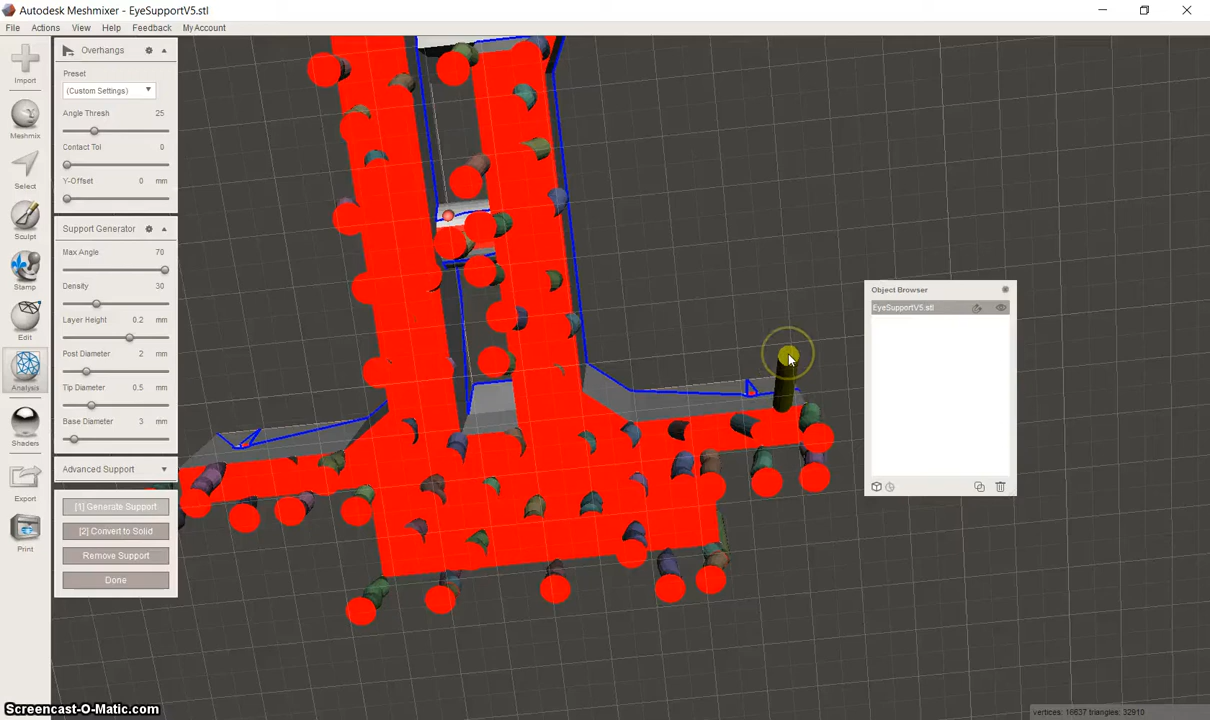 Autodesk Meshmixer - EyeSupportV5.stl
File Actions View Help Feedback My Account
Import
Meshmix
Select
Sculpt
Stamp
Edit
Analysis
Shaders
Export
Print
Overhangs
Preset
(Custom Settings)
Angle Thresh 25
Contact Tol 0
Y-Offset 0 mm
Support Generator
Max Angle 70
Density 30
Layer Height 0.2 mm
Post Diameter 2 mm
Tip Diameter 0.5 mm
Base Diameter 3 mm
Advanced Support
[1] Generate Support
[2] Convert to Solid
Remove Support
Done
Object Browser
EyeSupportV5.stl
Screencast-O-Matic.com
vertices: 16637 triangles: 32910